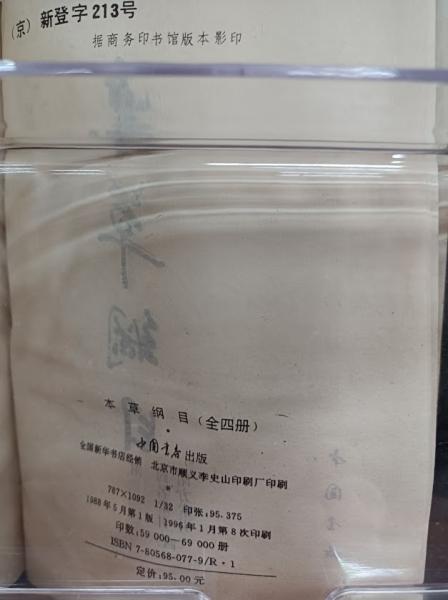 (京) 新登字213号
据商务印书馆版本影印
本草纲目(全四册)
中国书店出版
全国新华书店经销 北京市顺义李史山印刷厂印刷
787×1092 1/32 印张:95.375
1988年5月第1版 1996年1月第8次印刷
印数:59 000—69 000册
ISBN 7-80568-077-9/R·1
定价:95.00元